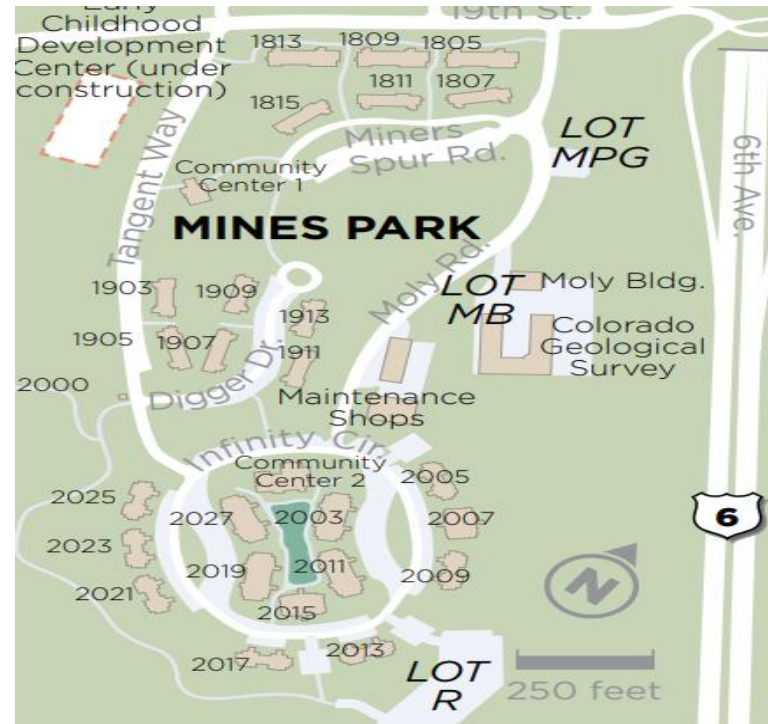 Early
Childhood
Development
Center (under
construction)
19th St.
1813
1809
1805
1811
1807
1815
Miners
Spur Rd.
LOT
MPG
6th Ave.
Tangent Way
Community
Center 1
MINES PARK
Moly Rd.
1903
1909
1913
LOT
MB
Moly Bldg.
Colorado
Geological
Survey
1905
1907
1911
2000
Digger Dr.
Maintenance
Shops
Infinity Cir.
Community
Center 2
2005
2025
2027
2003
2007
6
2023
2019
2011
2009
2021
2015
N
2017
2013
LOT
R
250 feet